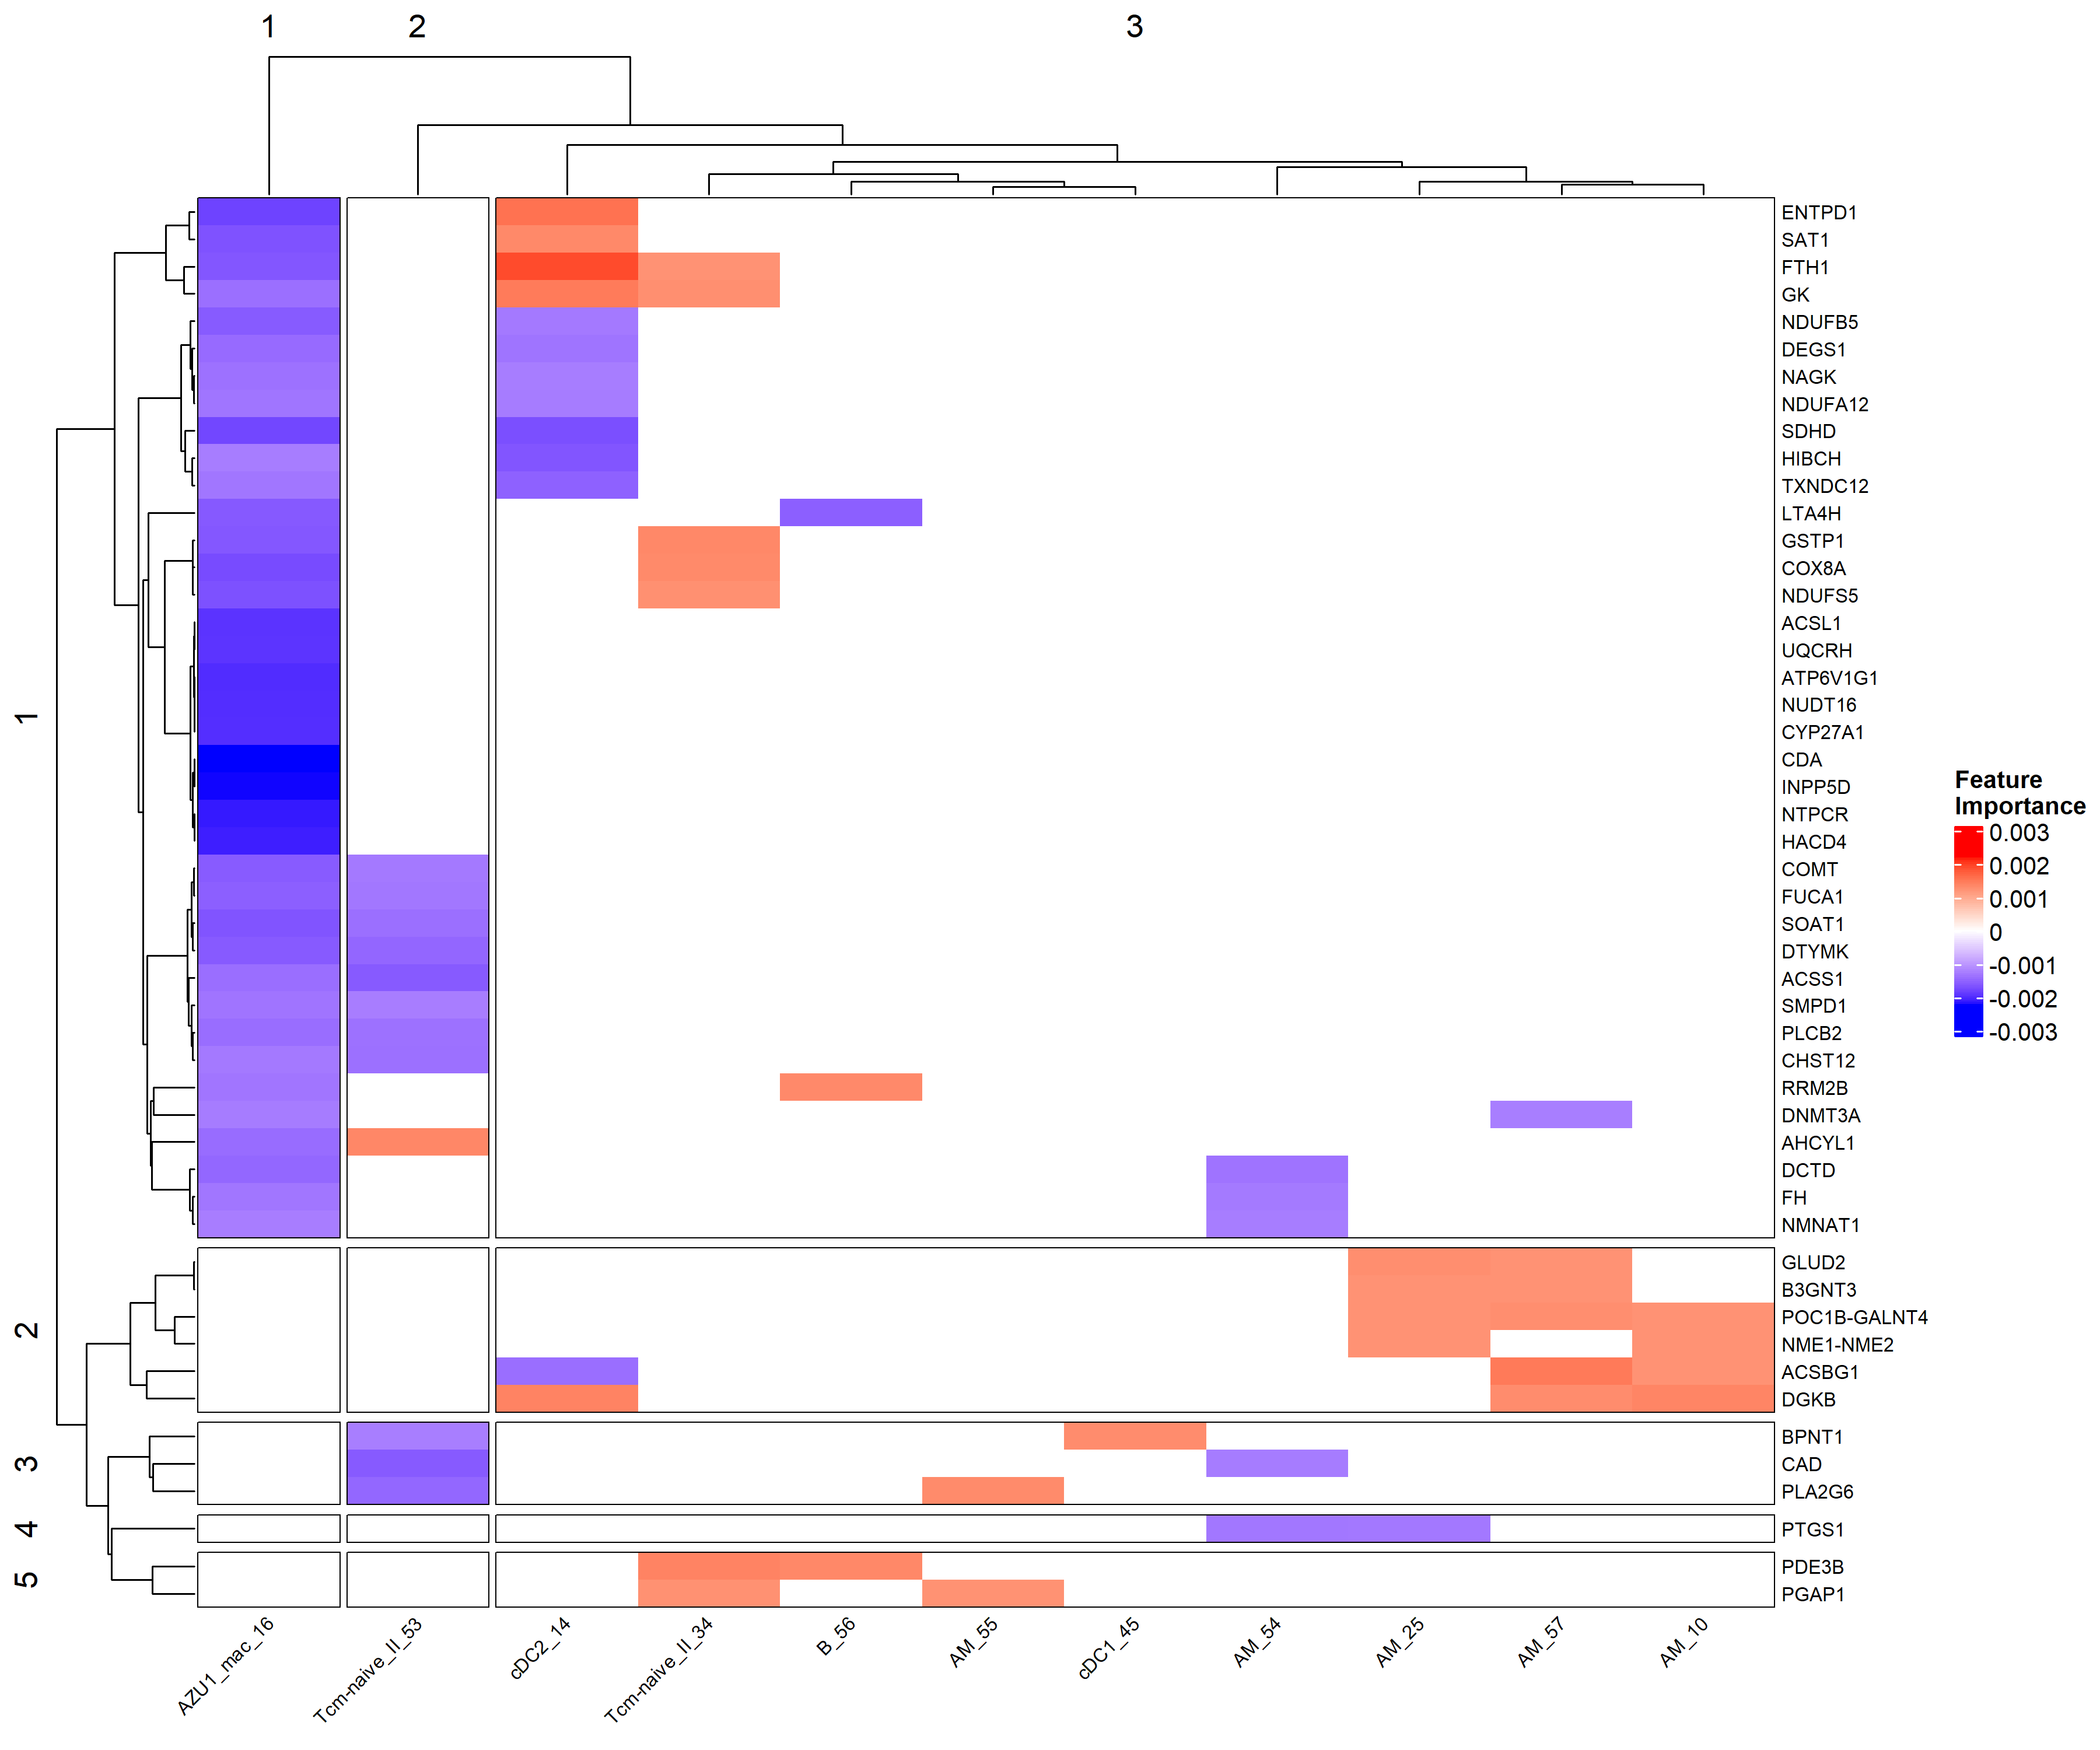 1 2 3
ENTPD1
SAT1
FTH1
GK
NDUFB5
DEGS1
NAGK
NDUFA12
SDHD
HIBCH
TXNDC12
LTA4H
GSTP1
COX8A
NDUFS5
ACSL1
UQCRH
ATP6V1G1
NUDT16
CYP27A1
CDA
INPP5D
NTPCR
HACD4
COMT
FUCA1
SOAT1
DTYMK
ACSS1
SMPD1
PLCB2
CHST12
RRM2B
DNMT3A
AHCYL1
DCTD
FH
NMNAT1
GLUD2
B3GNT3
POC1B-GALNT4
NME1-NME2
ACSBG1
DGKB
BPNT1
CAD
PLA2G6
PTGS1
PDE3B
PGAP1
1
2
3
4
5
AZU1_mac_16
Tcm-naive_II_53
cDC2_14
Tcm-naive_II_34
B_56
AM_55
cDC1_45
AM_54
AM_25
AM_57
AM_10
Feature
Importance
0.003
0.002
0.001
0
-0.001
-0.002
-0.003